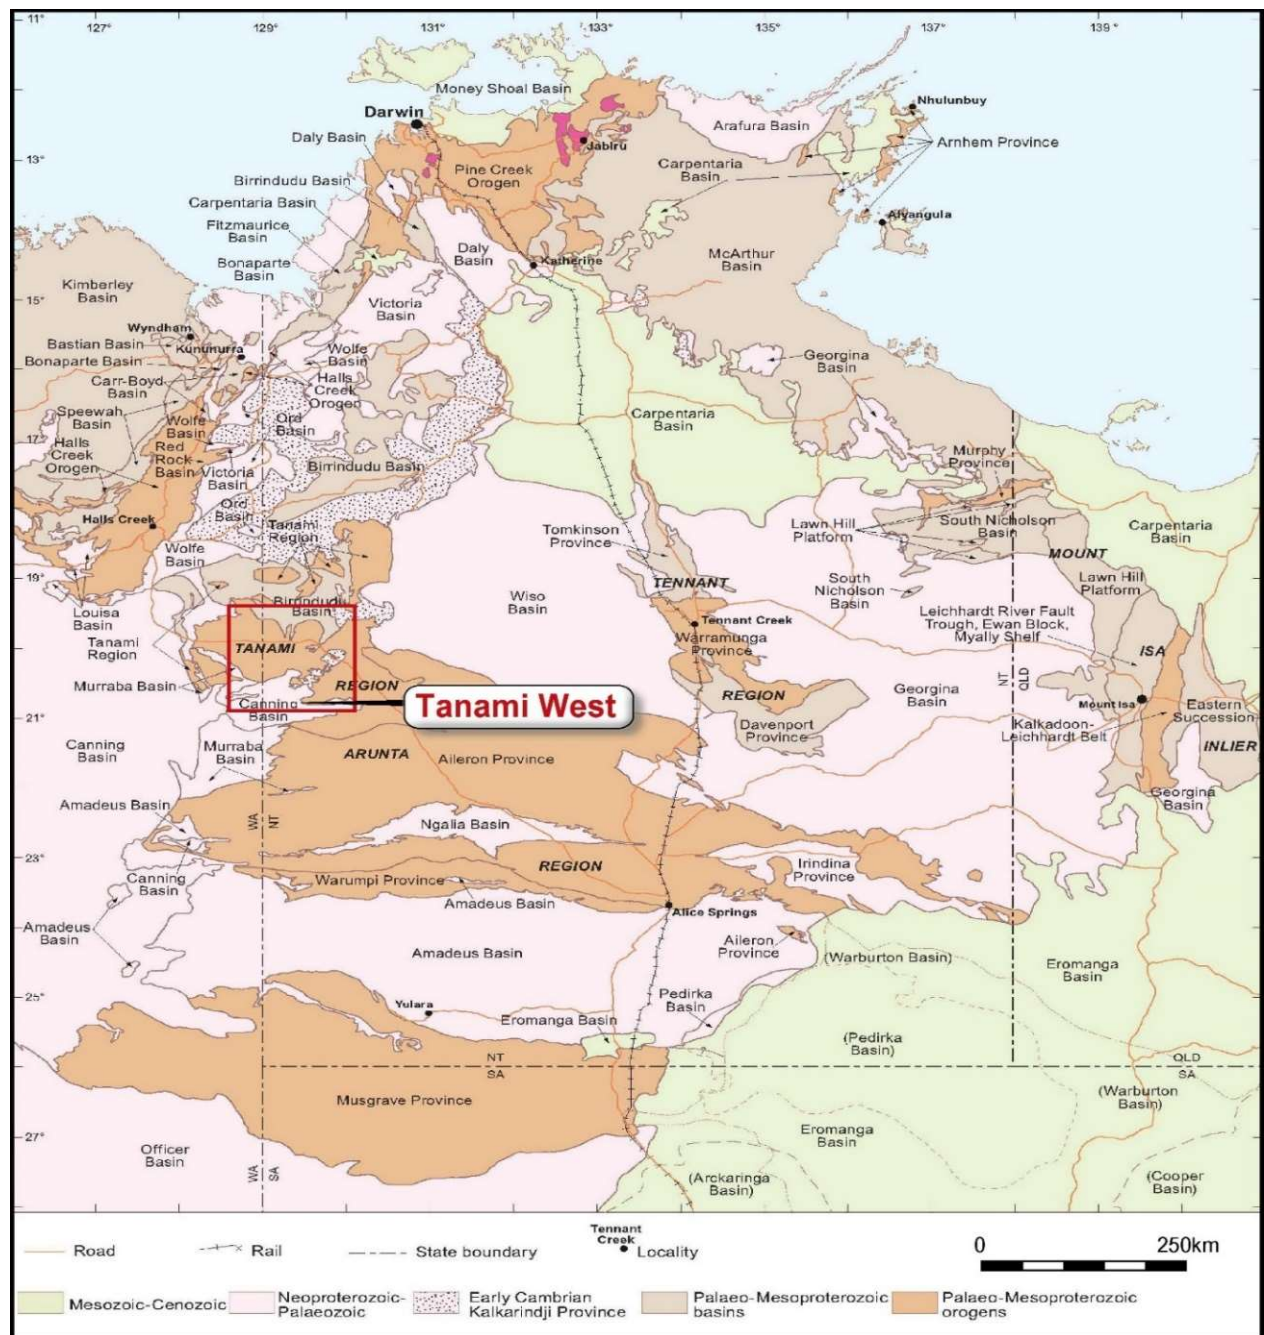 127°
129°
131°
133°
135°
137°
139°
11°
Money Shoal Basin
Darwin
Nhulunbuy
Arafura Basin
Daly Basin
Jabiru
Arnhem Province
13°
Pine Creek
Orogen
Carpentaria
Basin
Birrindudu Basin
Carpentaria Basin
Fitzmaurice
Basin
Alyangula
Daly
Basin
McArthur
Basin
Bonaparte
Basin
Katherine
Kimberley
Basin
15°
Victoria
Basin
Wyndham
Bastian Basin
Kununurra
Bonaparte Basin
Wolfe
Basin
Georgina
Basin
Carr-Boyd
Basin
Halls
Creek
Orogen
Speewah
Basin
Wolfe
Basin
Ord
Basin
Carpentaria
Basin
17°
Halls
Creek
Orogen
Red
Rock
Basin
Victoria
Basin
Birrindudu Basin
Murphy
Province
Ord
Basin
Halls Creek
Tanami
Region
Tomkinson
Province
Lawn Hill
Platform
South Nicholson
Basin
Carpentaria
Basin
Wolfe
Basin
MOUNT
19°
TENNANT
South
Nicholson
Basin
Lawn Hill
Platform
Louisa
Basin
Birrindudu
Basin
Wiso
Basin
Leichhardt River Fault
Trough, Ewan Block,
Myally Shelf
Tennant Creek
Tanami
Region
TANAMI
Warramunga
Province
ISA
Murraba Basin
REGION
REGION
NT
QLD
Georgina
Basin
Canning
Basin
Tanami West
Mount Isa
Eastern
Succession
21°
Davenport
Province
Kalkadoon-
Leichhardt Belt
INLIER
Canning
Basin
Murraba
Basin
ARUNTA
Aileron Province
Georgina
Basin
Amadeus Basin
WA
NT
Ngalia Basin
23°
REGION
Irindina
Province
Canning
Basin
Warumpi Province
Amadeus Basin
Alice Springs
Amadeus
Basin
Amadeus Basin
Aileron
Province
(Warburton Basin)
Eromanga
Basin
25°
Yulara
Pedirka
Basin
Eromanga Basin
(Pedirka
Basin)
NT
SA
QLD
SA
Musgrave Province
(Warburton
Basin)
27°
Officer
Basin
WA
SA
Eromanga
Basin
(Arckaringa
Basin)
(Cooper
Basin)
Road
Rail
State boundary
Tennant
Creek
Locality
0
250km
Mesozoic-Cenozoic
Neoproterozoic-
Palaeozoic
Early Cambrian
Kalkarindji Province
Palaeo-Mesoproterozoic
basins
Palaeo-Mesoproterozoic
orogens